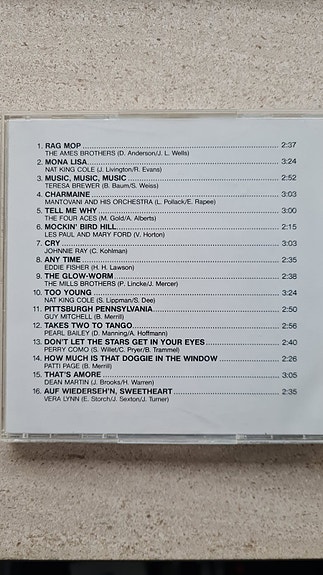 1. RAG MOP 2:37
THE AMES BROTHERS (D. Anderson/J. L. Wells)
2. MONA LISA 3:24
NAT KING COLE (J. Livington/R. Evans)
3. MUSIC, MUSIC, MUSIC 2:52
TERESA BREWER (B. Baum/S. Weiss)
4. CHARMAINE 3:03
MANTOVANI AND HIS ORCHESTRA (L. Pollack/E. Rapee)
5. TELL ME WHY 3:00
THE FOUR ACES (M. Gold/A. Alberts)
6. MOCKIN' BIRD HILL 2:15
LES PAUL AND MARY FORD (V. Horton)
7. CRY 3:03
JOHNNIE RAY (C. Kohlman)
8. ANY TIME 2:35
EDDIE FISHER (H. H. Lawson)
9. THE GLOW-WORM 2:38
THE MILLS BROTHERS (P. Lincke/J. Mercer)
10. TOO YOUNG 3:24
NAT KING COLE (S. Lippman/S. Dee)
11. PITTSBURGH PENNSYLVANIA 2:50
GUY MITCHELL (B. Merrill)
12. TAKES TWO TO TANGO 2:56
PEARL BAILEY (D. Manning/A. Hoffmann)
13. DON'T LET THE STARS GET IN YOUR EYES 2:40
PERRY COMO (S. Willet/C. Pryer/B. Trammel)
14. HOW MUCH IS THAT DOGGIE IN THE WINDOW 2:26
PATTI PAGE (B. Merrill)
15. THAT'S AMORE 3:05
DEAN MARTIN (J. Brooks/H. Warren)
16. AUF WIEDERSEH'N, SWEETHEART 2:35
VERA LYNN (E. Storch/J. Sexton/J. Turner)